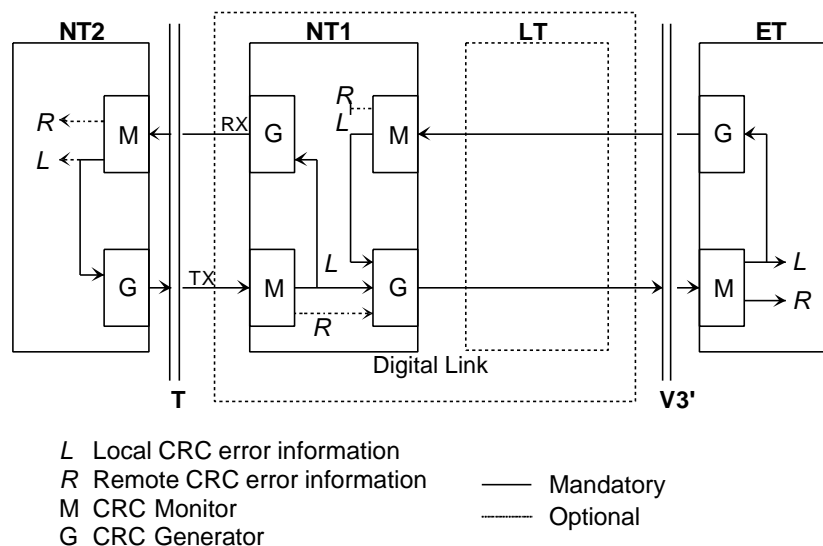 NT2 NT1 LT ET
R M RX G R L M G
L
G TX M L R G M L R
Digital Link
T V3'
L Local CRC error information
R Remote CRC error information
M CRC Monitor
G CRC Generator
Mandatory
Optional